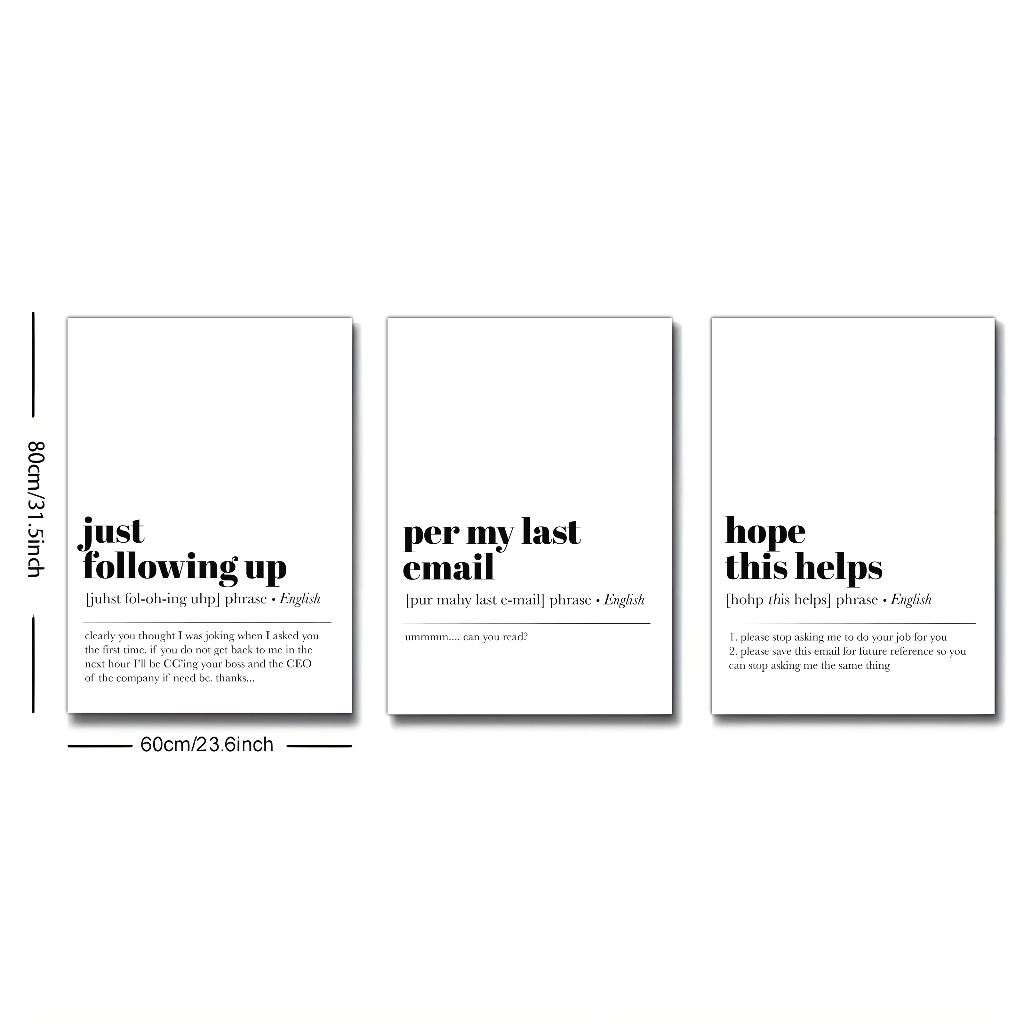 80cm/31.5inch
just
following up
[juhst fol-oh-ing uhp] phrase • English
clearly you thought I was joking when I asked you
the first time. if you do not get back to me in the
next hour I'll be CC'ing your boss and the CEO
of the company if need be. thanks...
60cm/23.6inch
per my last
email
[pur mahy last e-mail] phrase • English
ummmm.... can you read?
hope
this helps
[hohp this helps] phrase • English
1. please stop asking me to do your job for you
2. please save this email for future reference so you
can stop asking me the same thing